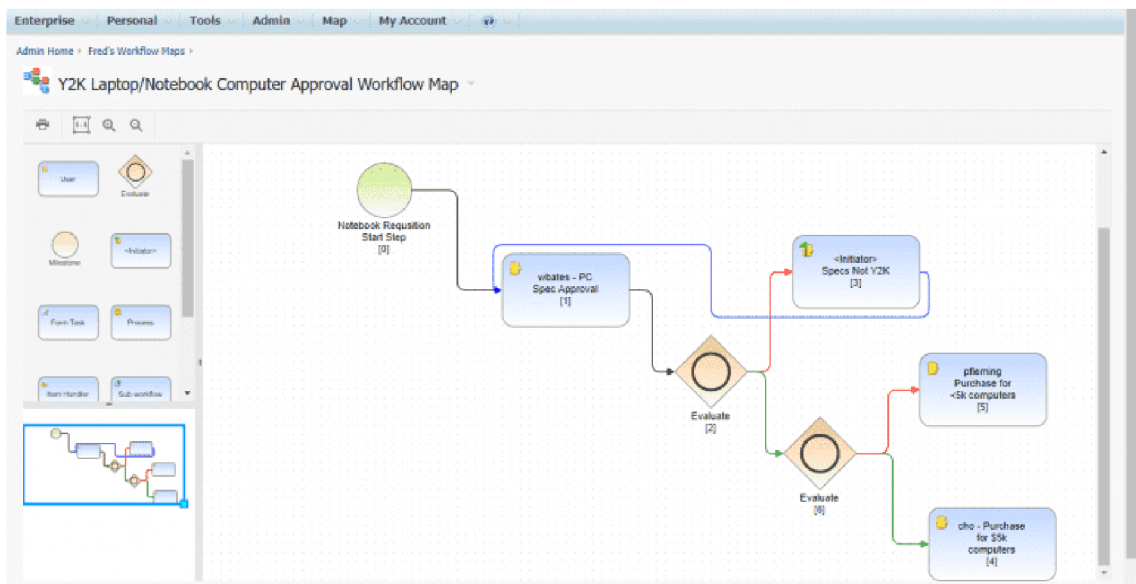 Enterprise Personal Tools Admin Map My Account
Admin Home › Fred's Workflow Maps ›
Y2K Laptop/Notebook Computer Approval Workflow Map
User
Evaluate
Milestone
<Initiator>
Form Task
Process
Item Handler
Sub-workflow
Notebook Requsition
Start Step
[0]
wbates - PC
Spec Approval
[1]
<Initiator>
Specs Not Y2K
[3]
Evaluate
[2]
pfleming
Purchase for
<5k computers
[5]
Evaluate
[6]
cho - Purchase
for $5k
computers
[4]